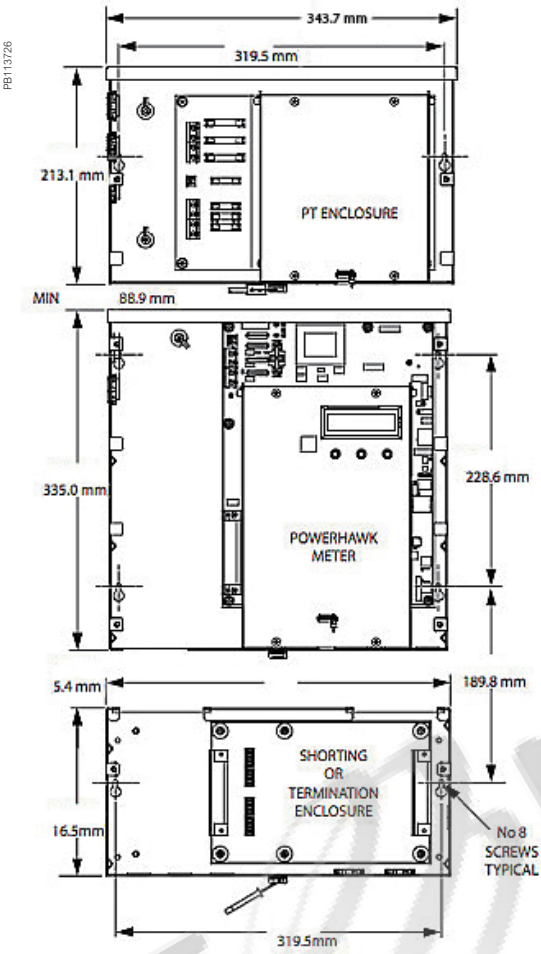 PB113726
343.7 mm
319.5 mm
213.1 mm
PT ENCLOSURE
MIN 88.9 mm
335.0 mm
228.6 mm
POWERHAWK
METER
5.4 mm
189.8 mm
SHORTING
OR
TERMINATION
ENCLOSURE
16.5mm
No 8
SCREWS
TYPICAL
319.5mm